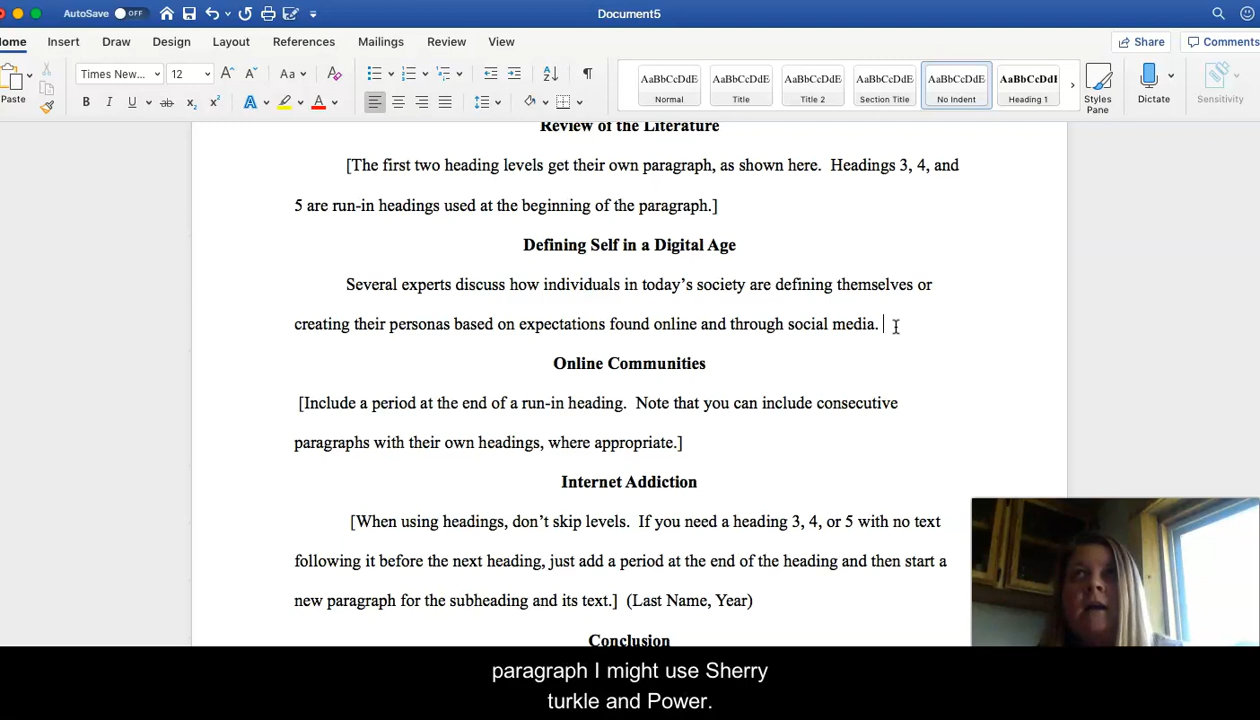 AutoSave OFF Document5
Home Insert Draw Design Layout References Mailings Review View Share Comments
Paste Times New... 12 Aa AaBbCcDdE AaBbCcDdE AaBbCcDdE AaBbCcDdE AaBbCcDdE AaBbCcDdI
B I U ab x₂ x² A A Normal Title Title 2 Section Title No Indent Heading 1 Styles Pane Dictate Sensitivity
Review of the Literature
[The first two heading levels get their own paragraph, as shown here.  Headings 3, 4, and
5 are run-in headings used at the beginning of the paragraph.]
Defining Self in a Digital Age
Several experts discuss how individuals in today’s society are defining themselves or
creating their personas based on expectations found online and through social media.
Online Communities
[Include a period at the end of a run-in heading.  Note that you can include consecutive
paragraphs with their own headings, where appropriate.]
Internet Addiction
[When using headings, don’t skip levels.  If you need a heading 3, 4, or 5 with no text
following it before the next heading, just add a period at the end of the heading and then start a
new paragraph for the subheading and its text.]  (Last Name, Year)
Conclusion
paragraph I might use Sherry
turkle and Power.